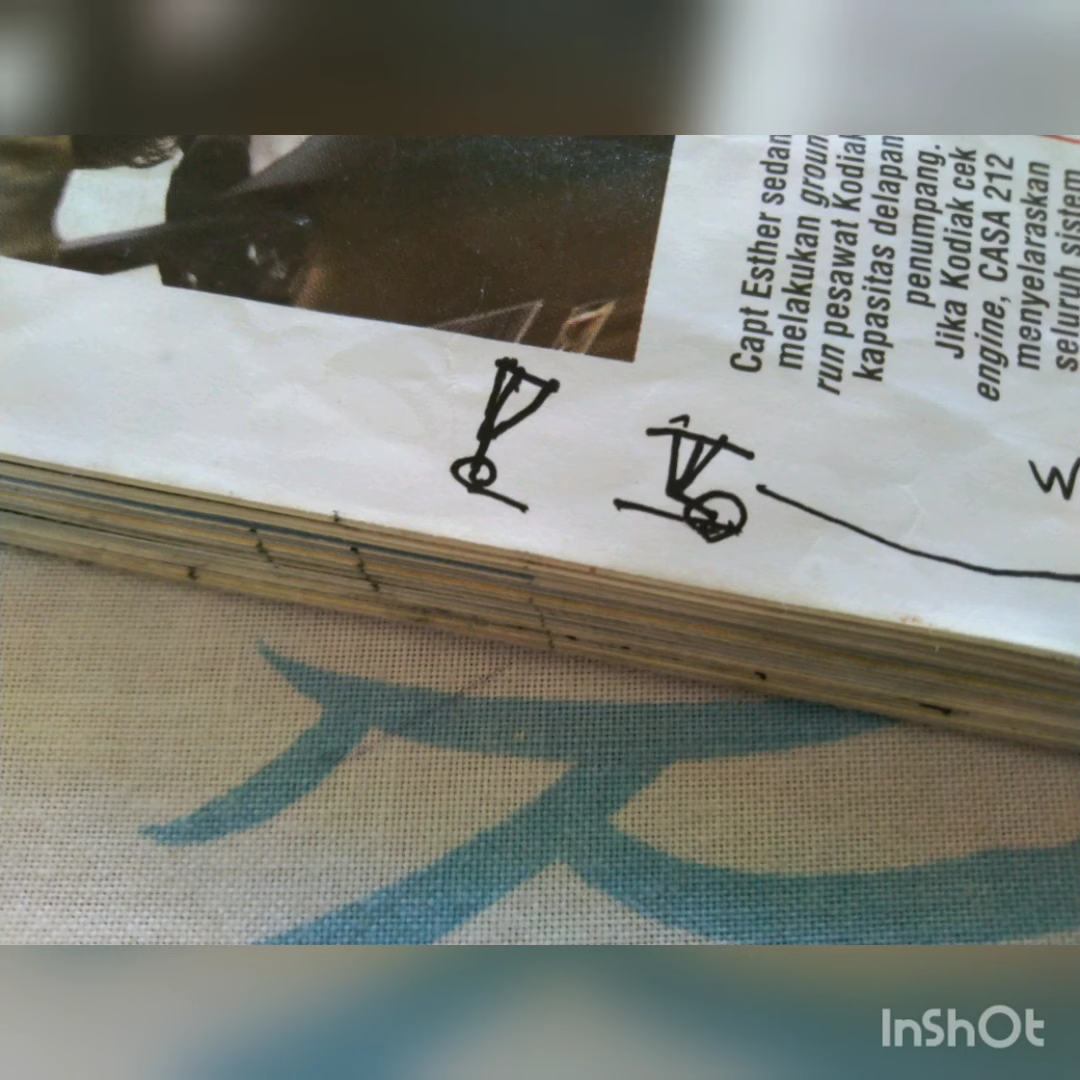 Capt Esther sedan
melakukan groun
run pesawat Kodiak
kapasitas delapan
penumpang.
Jika Kodiak cek
engine, CASA 212
menyelaraskan
seluruh sistem
InShOt